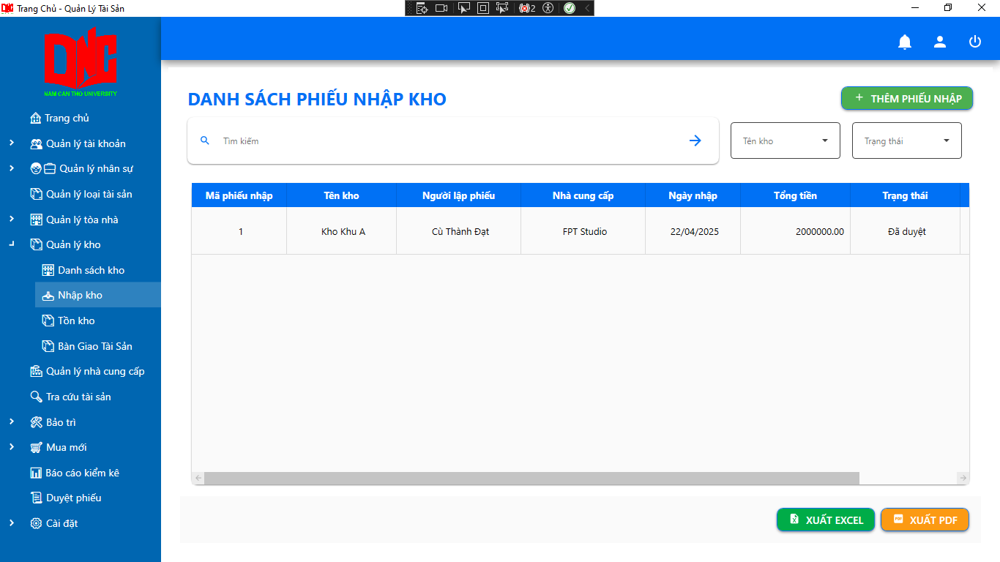 Trang Chủ - Quản Lý Tài Sản
2
DNC
NAM CAN THO UNIVERSITY
Trang chủ
Quản lý tài khoản
Quản lý nhân sự
Quản lý loại tài sản
Quản lý tòa nhà
Quản lý kho
Danh sách kho
Nhập kho
Tồn kho
Bàn Giao Tài Sản
Quản lý nhà cung cấp
Tra cứu tài sản
Bảo trì
Mua mới
Báo cáo kiểm kê
Duyệt phiếu
Cài đặt
DANH SÁCH PHIẾU NHẬP KHO
+ THÊM PHIẾU NHẬP
Tìm kiếm
Tên kho
Trạng thái
Mã phiếu nhập Tên kho Người lập phiếu Nhà cung cấp Ngày nhập Tổng tiền Trạng thái
1 Kho Khu A Cù Thành Đạt FPT Studio 22/04/2025 2000000.00 Đã duyệt
XUẤT EXCEL
PDF XUẤT PDF